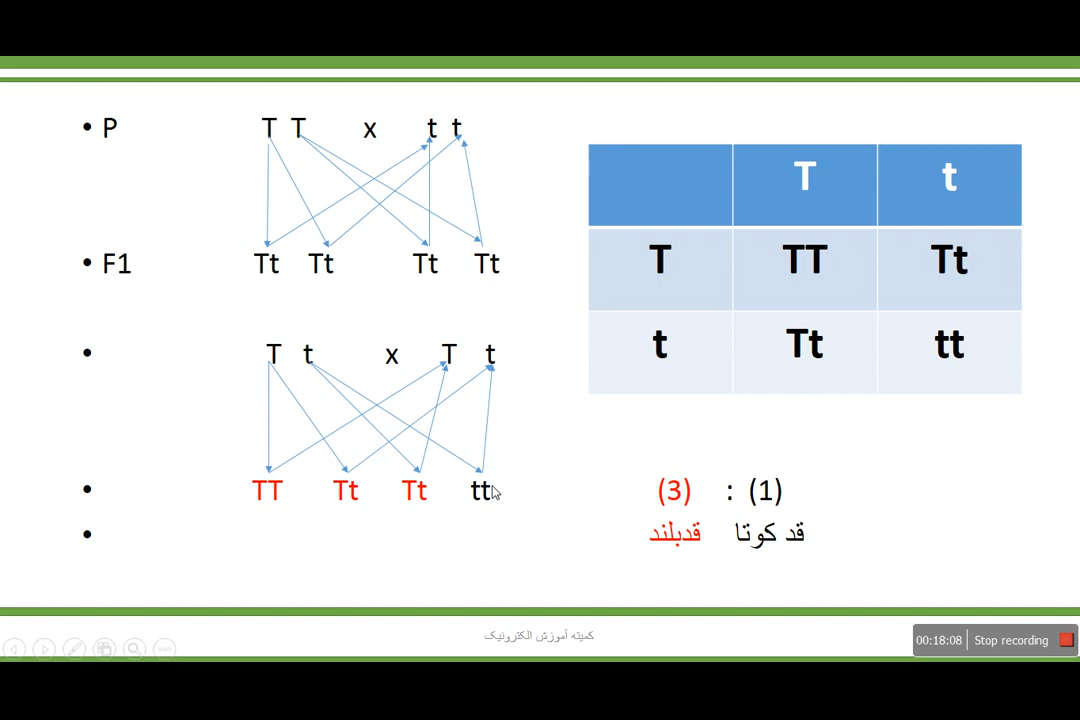 • P T T x t t
• F1 Tt Tt Tt Tt
• T t x T t
• TT Tt Tt tt
•
T t
T TT Tt
t Tt tt
(3) : (1)
قدبلند قد کوتا
کمیته آموزش الکترونیک
00:18:08 Stop recording